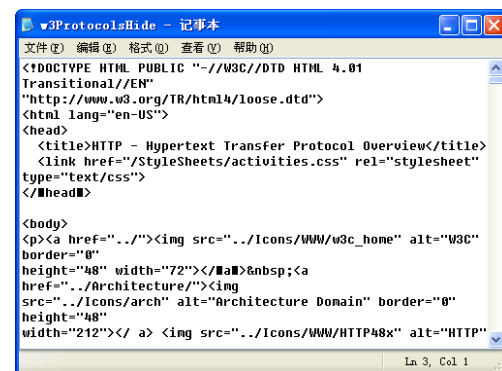 w3ProtocolsHide - 记事本
文件(F) 编辑(E) 格式(O) 查看(V) 帮助(H)
<!DOCTYPE HTML PUBLIC "-//W3C//DTD HTML 4.01
Transitional//EN"
"http://www.w3.org/TR/html4/loose.dtd">
<html lang="en-US">
<head>
  <title>HTTP - Hypertext Transfer Protocol Overview</title>
  <link href="/StyleSheets/activities.css" rel="stylesheet"
type="text/css">
</■head■>

<body>
<p><a href="../"><img src="../Icons/WWW/w3c_home" alt="W3C"
border="0"
height="48" width="72"></■a■>&nbsp;<a
href="../Architecture/"><img
src="../Icons/arch" alt="Architecture Domain" border="0"
height="48"
width="212"></ a> <img src="../Icons/WWW/HTTP48x" alt="HTTP"
Ln 3, Col 1